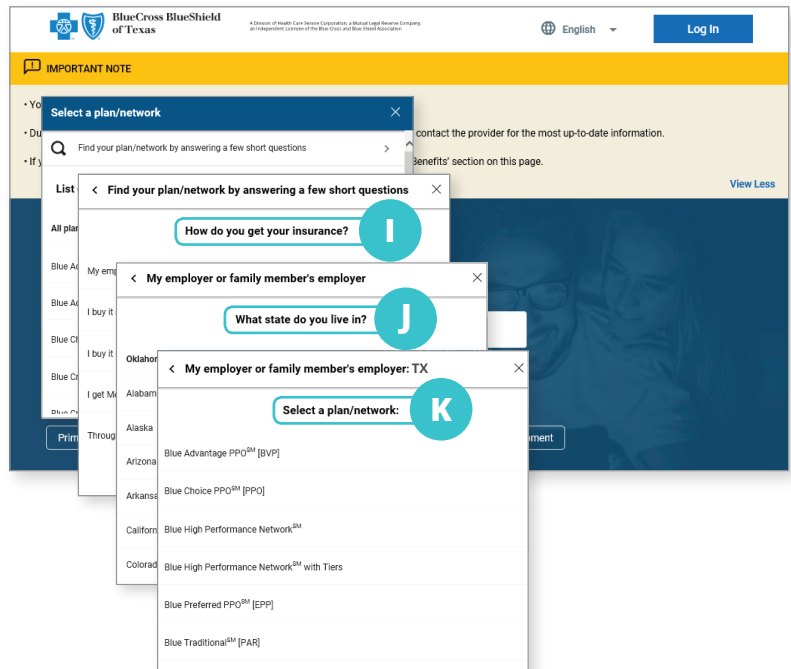 BlueCross BlueShield
of Texas
A Division of Health Care Service Corporation, a Mutual Legal Reserve Company,
an Independent Licensee of the Blue Cross and Blue Shield Association
English
Log In
IMPORTANT NOTE
• Yo
• Du
contact the provider for the most up-to-date information.
• If y
Benefits' section on this page.
View Less
Select a plan/network
Find your plan/network by answering a few short questions
List
All plan
Blue Ad
Blue Ad
Blue Ch
Blue Cr
Prim
ment
Find your plan/network by answering a few short questions
How do you get your insurance?
I
My emp
I buy it
I buy it
I get Me
Through
My employer or family member's employer
What state do you live in?
J
Oklahom
Alabam
Alaska
Arizona
Arkansa
Californ
Colorad
My employer or family member's employer: TX
Select a plan/network:
K
Blue Advantage PPO℠ [BVP]
Blue Choice PPO℠ [PPO]
Blue High Performance Network℠
Blue High Performance Network℠ with Tiers
Blue Preferred PPO℠ [EPP]
Blue Traditional℠ [PAR]